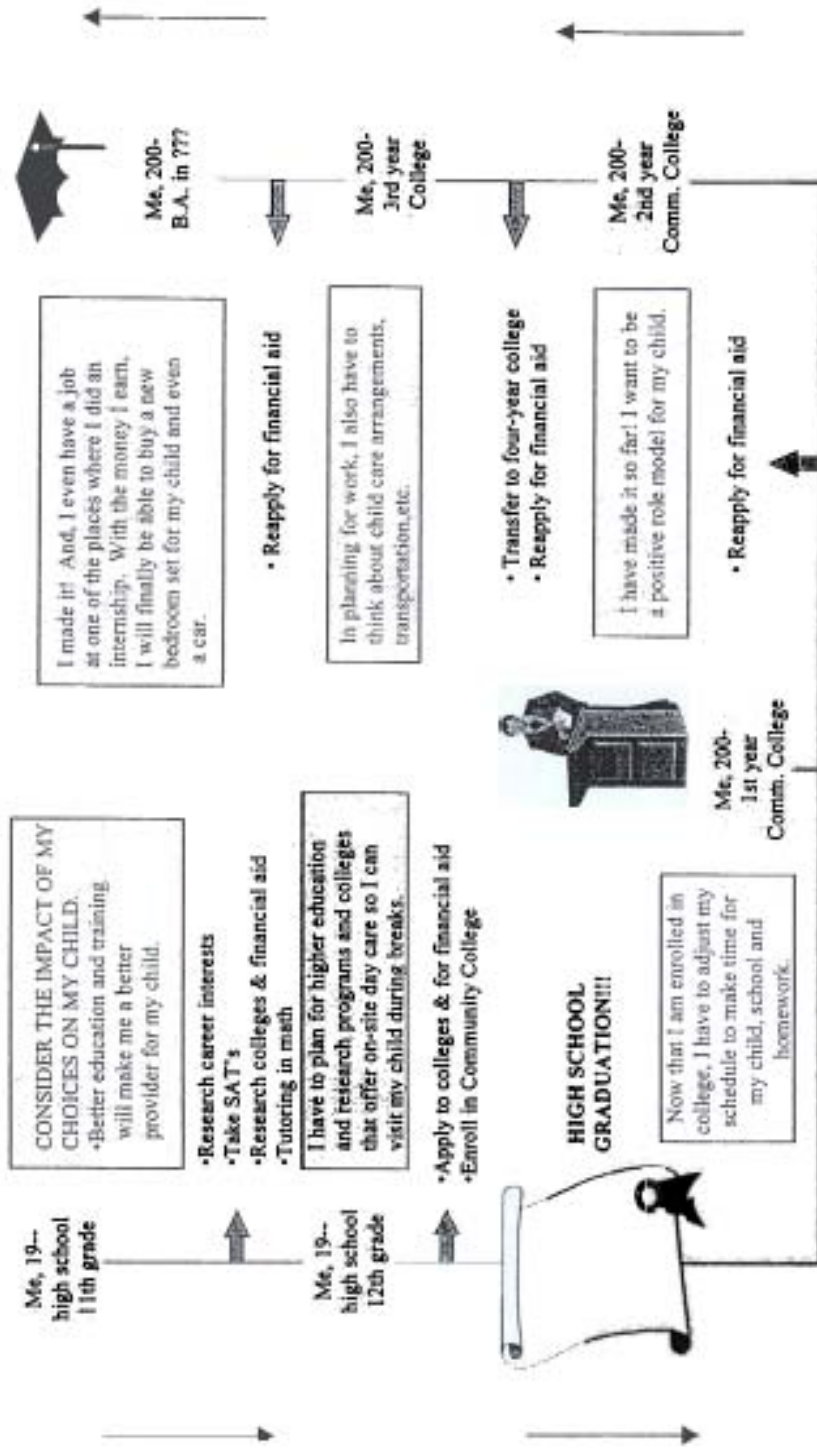 Me, 19--
high school
11th grade
CONSIDER THE IMPACT OF MY
CHOICES ON MY CHILD.
•Better education and training
will make me a better
provider for my child.
•Research career interests
•Take SAT's
•Research colleges & financial aid
•Tutoring in math
Me, 19--
high school
12th grade
I have to plan for higher education
and research programs and colleges
that offer on-site day care so I can
visit my child during breaks.
•Apply to colleges & for financial aid
•Enroll in Community College
HIGH SCHOOL
GRADUATION!!!
Now that I am enrolled in
college, I have to adjust my
schedule to make time for
my child, school and
homework.
Me, 200-
1st year
Comm. College
• Reapply for financial aid
Me, 200-
2nd year
Comm. College
I have made it so far! I want to be
a positive role model for my child.
• Transfer to four-year college
• Reapply for financial aid
Me, 200-
3rd year
College
In planning for work, I also have to
think about child care arrangements,
transportation,etc.
• Reapply for financial aid
Me, 200-
B.A. in ???
I made it! And, I even have a job
at one of the places where I did an
internship. With the money I earn,
I will finally be able to buy a new
bedroom set for my child and even
a car.